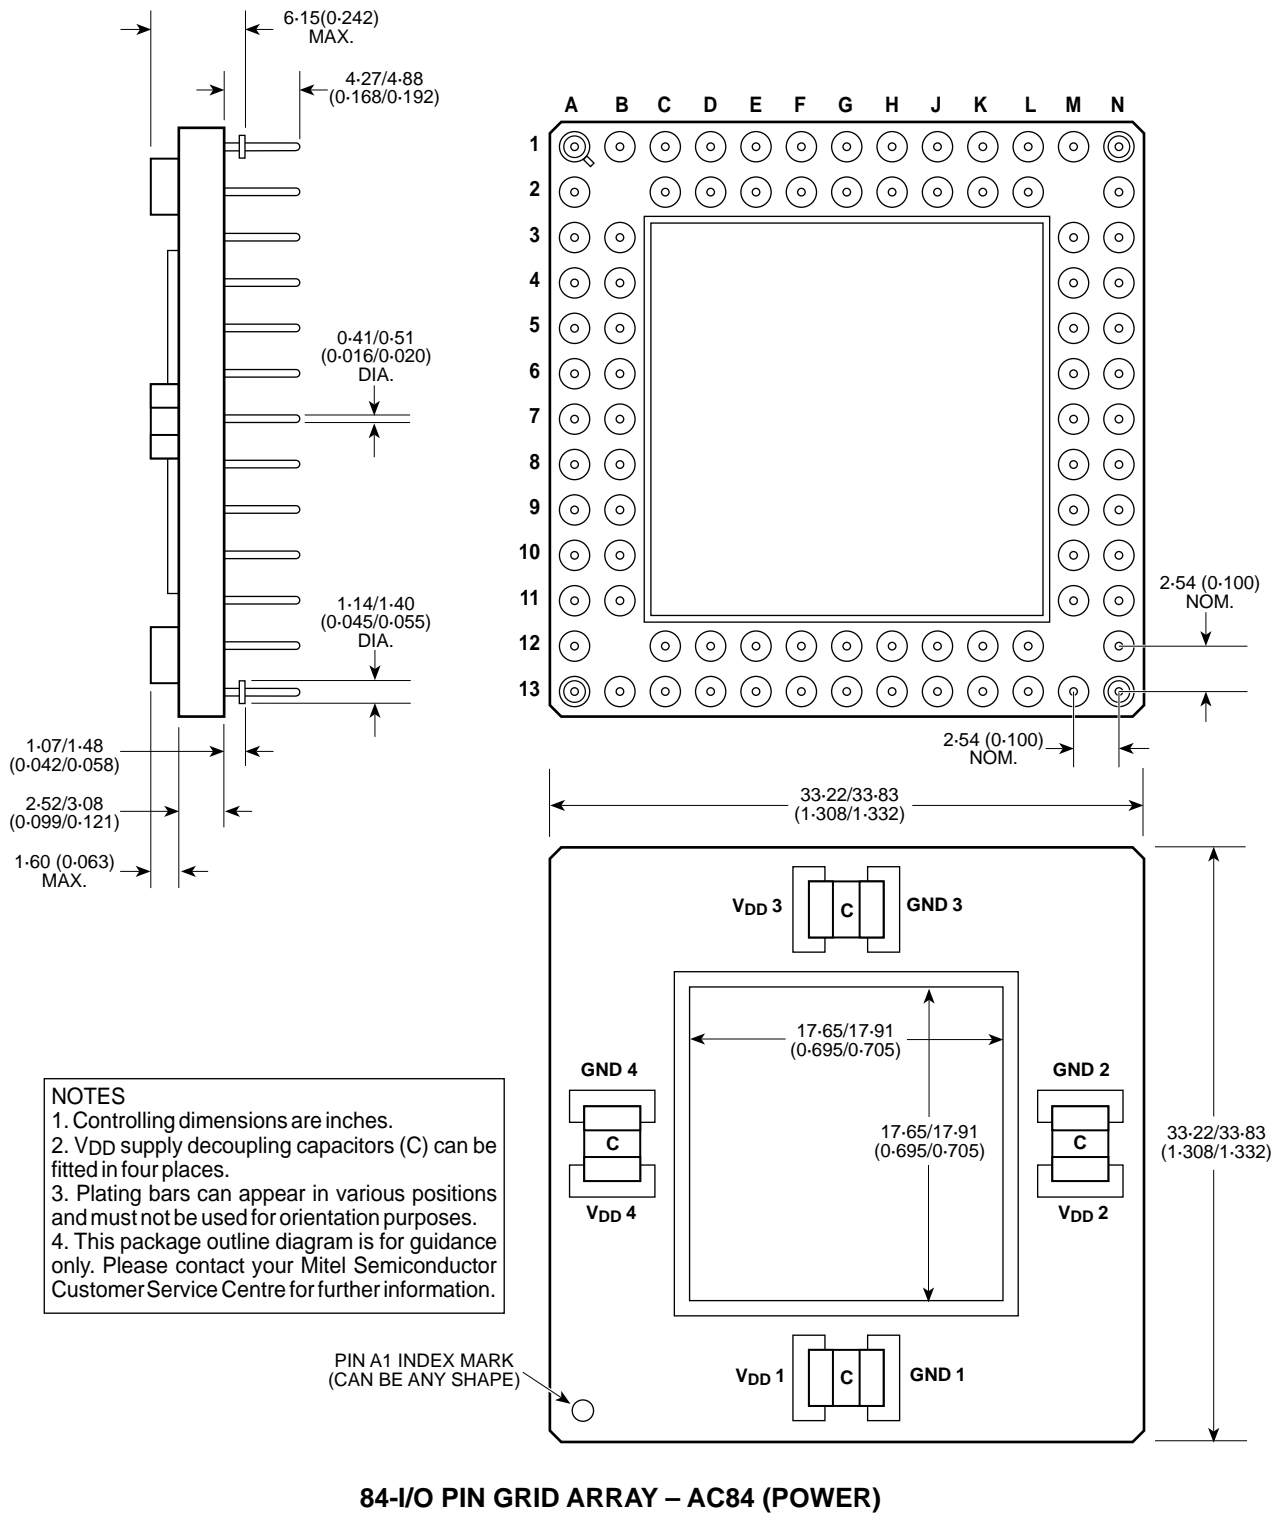 6·15(0·242)
MAX.
4·27/4·88
(0·168/0·192)
A B C D E F G H J K L M N
1
2
3
4
5
6
7
8
9
10
11
12
13
0·41/0·51
(0·016/0·020)
DIA.
1·14/1·40
(0·045/0·055)
DIA.
2·54 (0·100)
NOM.
2·54 (0·100)
NOM.
1·07/1·48
(0·042/0·058)
2·52/3·08
(0·099/0·121)
1·60 (0·063)
MAX.
33·22/33·83
(1·308/1·332)
VDD 3 C GND 3
17·65/17·91
(0·695/0·705)
GND 4
C
VDD 4
17·65/17·91
(0·695/0·705)
GND 2
C
VDD 2
33·22/33·83
(1·308/1·332)
NOTES
1. Controlling dimensions are inches.
2. VDD supply decoupling capacitors (C) can be
fitted in four places.
3. Plating bars can appear in various positions
and must not be used for orientation purposes.
4. This package outline diagram is for guidance
only. Please contact your Mitel Semiconductor
Customer Service Centre for further information.
PIN A1 INDEX MARK
(CAN BE ANY SHAPE)
VDD 1 C GND 1
84-I/O PIN GRID ARRAY – AC84 (POWER)